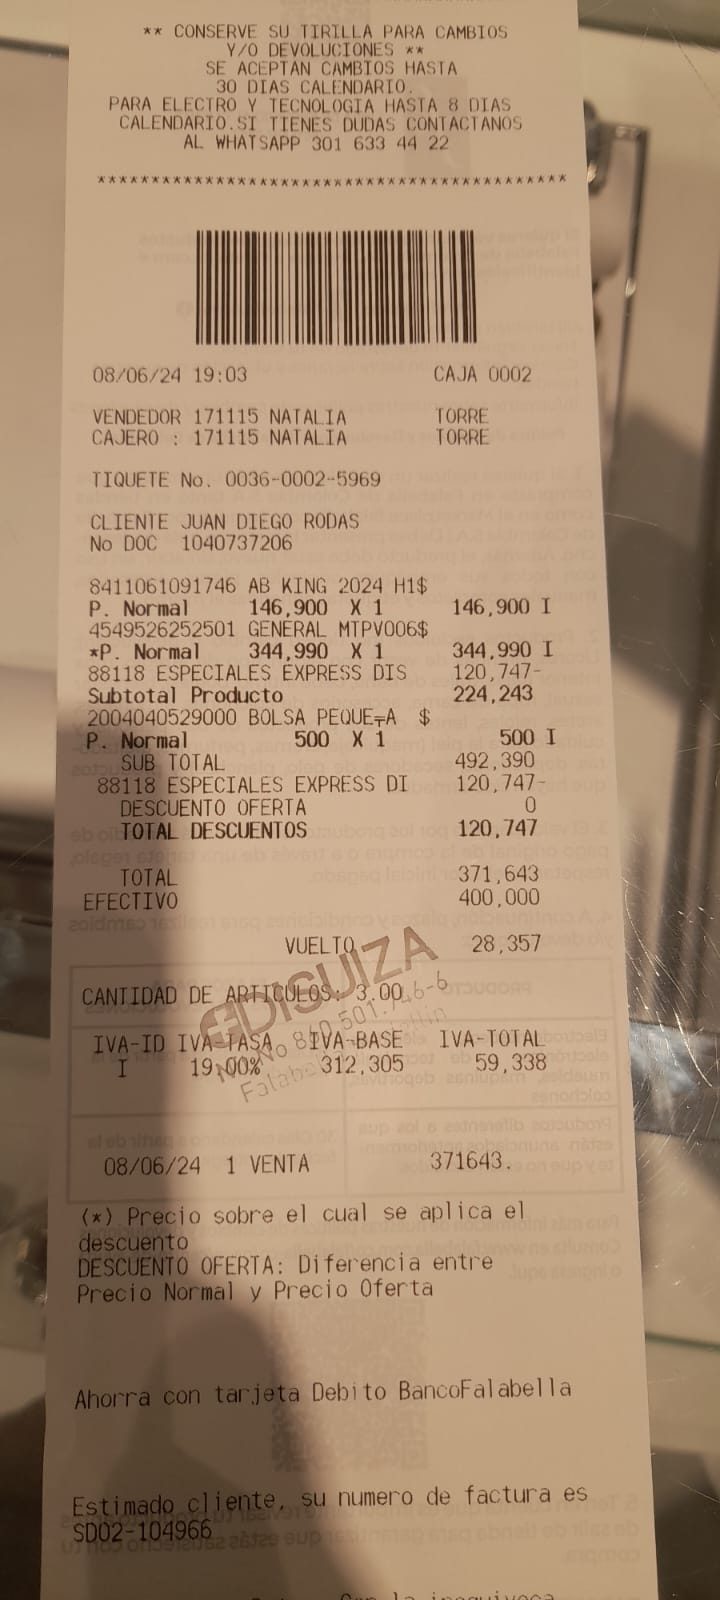 ** CONSERVE SU TIRILLA PARA CAMBIOS
Y/O DEVOLUCIONES **
SE ACEPTAN CAMBIOS HASTA
30 DIAS CALENDARIO.
PARA ELECTRO Y TECNOLOGIA HASTA 8 DIAS
CALENDARIO.SI TIENES DUDAS CONTACTANOS
AL WHATSAPP 301 633 44 22
********************************************
08/06/24 19:03 CAJA 0002
VENDEDOR 171115 NATALIA TORRE
CAJERO : 171115 NATALIA TORRE
TIQUETE No. 0036-0002-5969
CLIENTE JUAN DIEGO RODAS
No DOC 1040737206
8411061091746 AB KING 2024 H1$
P. Normal 146,900 X 1 146,900 I
4549526252501 GENERAL MTPV006$
*P. Normal 344,990 X 1 344,990 I
88118 ESPECIALES EXPRESS DIS 120,747-
Subtotal Producto 224,243
2004040529000 BOLSA PEQUE┬A $
P. Normal 500 X 1 500 I
SUB TOTAL 492,390
88118 ESPECIALES EXPRESS DI 120,747-
DESCUENTO OFERTA 0
TOTAL DESCUENTOS 120,747
TOTAL 371,643
EFECTIVO 400,000
VUELTO 28,357
EDISUIZA
CANTIDAD DE ARTICULOS: 3.00
IVA-ID IVA-TASA IVA-BASE IVA-TOTAL
I 19.00% 312,305 59,338
08/06/24 1 VENTA 371643.
(*) Precio sobre el cual se aplica el
descuento
DESCUENTO OFERTA: Diferencia entre
Precio Normal y Precio Oferta
Ahorra con tarjeta Debito BancoFalabella
Estimado cliente, su numero de factura es
SD02-104966